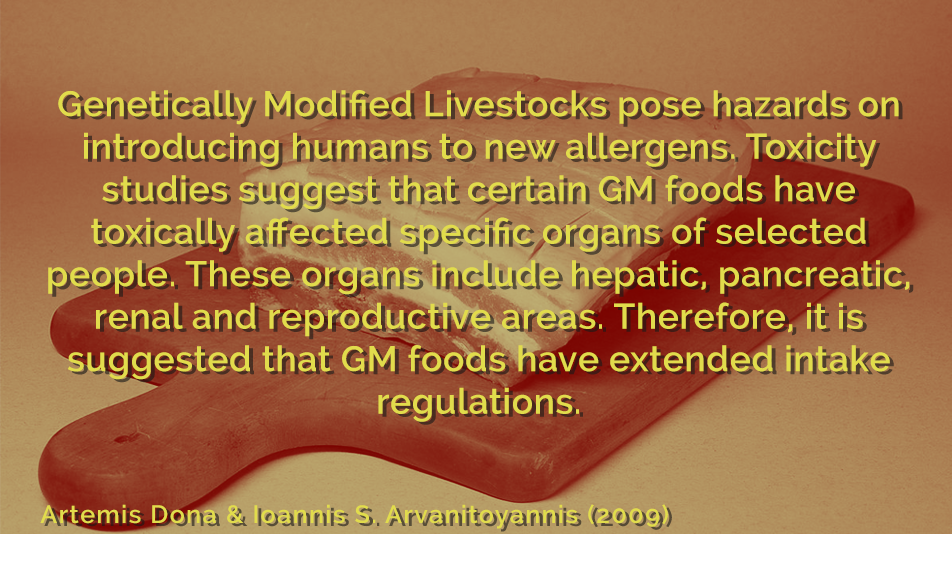 Genetically Modified Livestocks pose hazards on
introducing humans to new allergens. Toxicity
studies suggest that certain GM foods have
toxically affected specific organs of selected
people. These organs include hepatic, pancreatic,
renal and reproductive areas. Therefore, it is
suggested that GM foods have extended intake
regulations.
Artemis Dona & Ioannis S. Arvanitoyannis (2009)